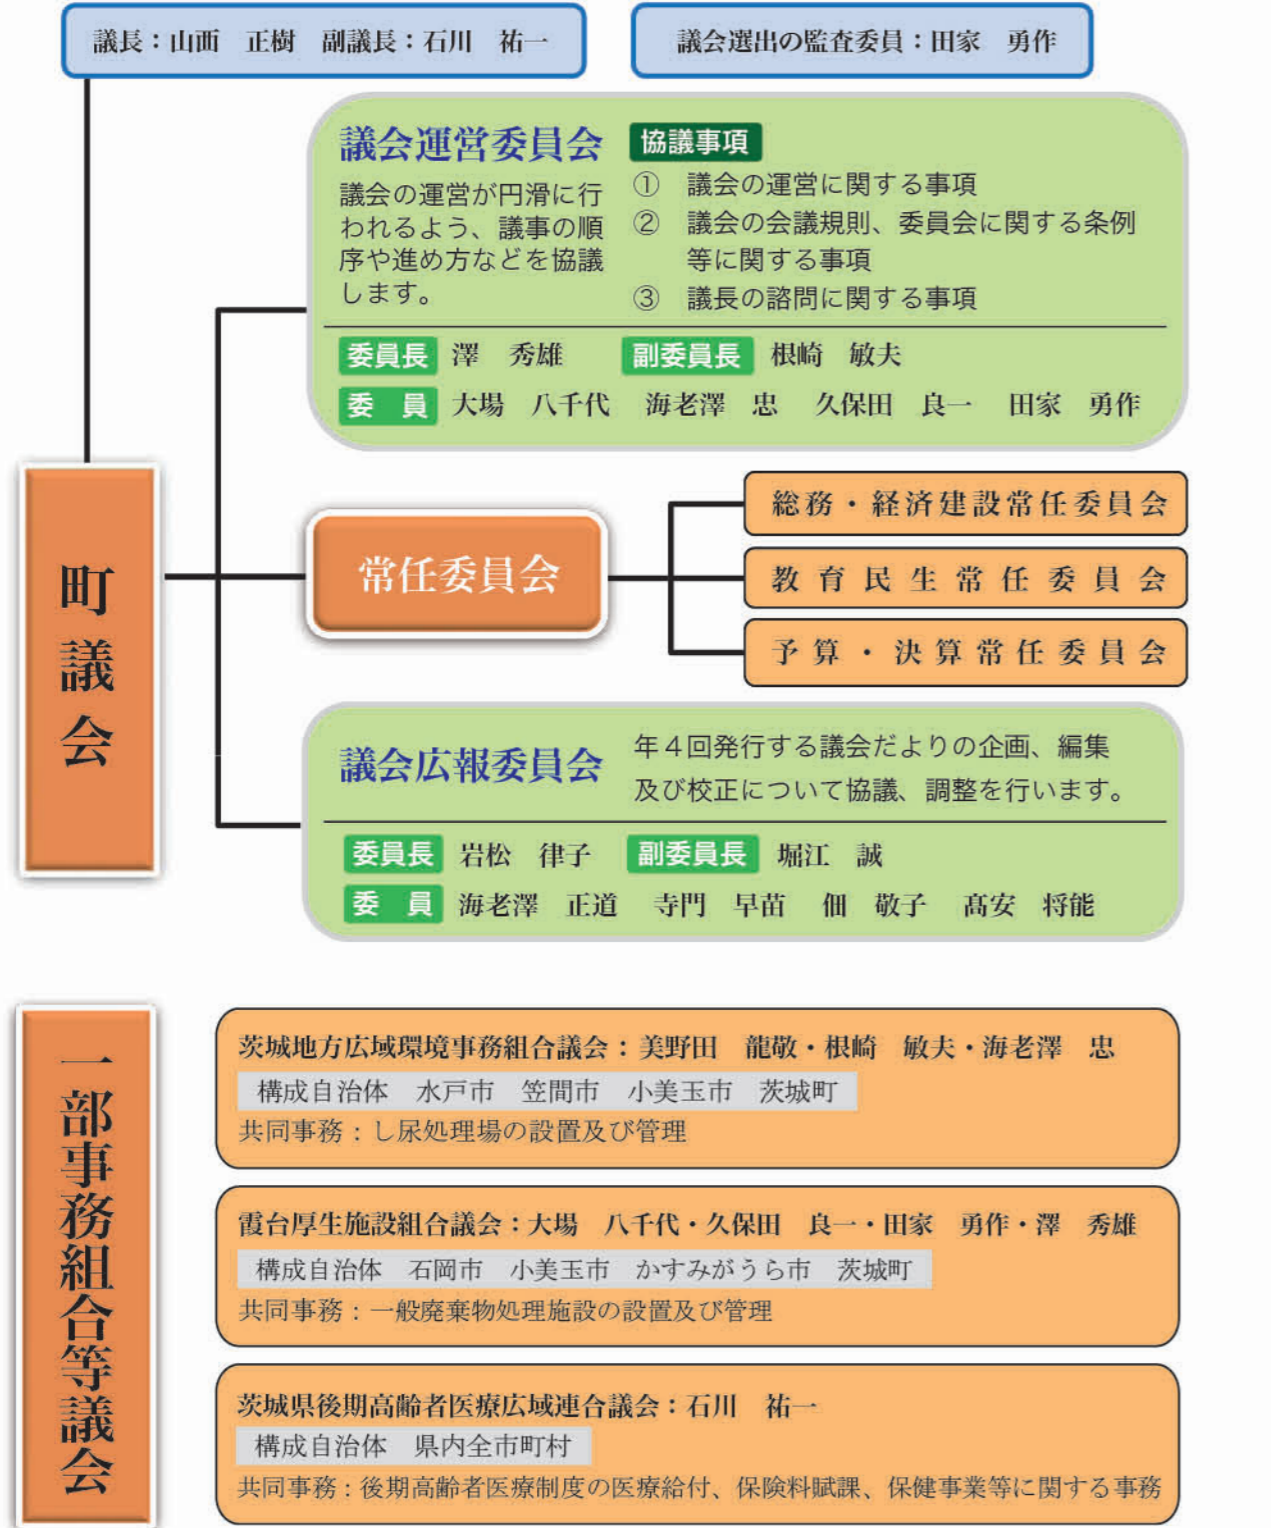 議長：山西　正樹　副議長：石川　祐一
議会選出の監査委員：田家　勇作
町議会
議会運営委員会
議会の運営が円滑に行
われるよう、議事の順
序や進め方などを協議
します。
協議事項
①　議会の運営に関する事項
②　議会の会議規則、委員会に関する条例
等に関する事項
③　議長の諮問に関する事項
委員長　澤　秀雄　副委員長　根崎　敏夫
委　員　大場　八千代　海老澤　忠　久保田　良一　田家　勇作
常任委員会
総務・経済建設常任委員会
教育民生常任委員会
予算・決算常任委員会
議会広報委員会
年４回発行する議会だよりの企画、編集
及び校正について協議、調整を行います。
委員長　岩松　律子　副委員長　堀江　誠
委　員　海老澤　正道　寺門　早苗　佃　敬子　髙安　将能
一部事務組合等議会
茨城地方広域環境事務組合議会：美野田　龍敬・根崎　敏夫・海老澤　忠
構成自治体　水戸市　笠間市　小美玉市　茨城町
共同事務：し尿処理場の設置及び管理
霞台厚生施設組合議会：大場　八千代・久保田　良一・田家　勇作・澤　秀雄
構成自治体　石岡市　小美玉市　かすみがうら市　茨城町
共同事務：一般廃棄物処理施設の設置及び管理
茨城県後期高齢者医療広域連合議会：石川　祐一
構成自治体　県内全市町村
共同事務：後期高齢者医療制度の医療給付、保険料賦課、保健事業等に関する事務